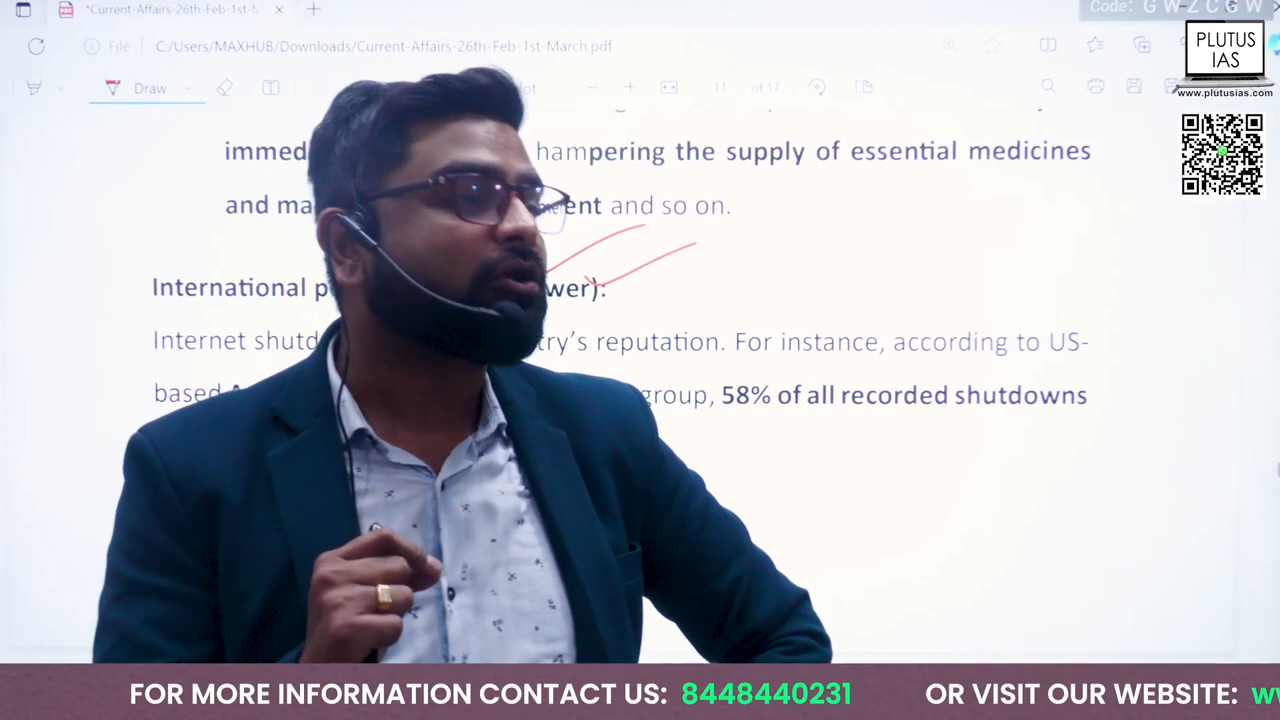 *Current-Affairs-26th-Feb-1st-M
Code: G W Z C G W
File C:/Users/MAXHUB/Downloads/Current-Affairs-26th-Feb-1st-March.pdf
PLUTUS
IAS
www.plutusias.com
Draw 11 of 17
immed hampering the supply of essential medicines
and ma ent and so on.
International p wer):
Internet shutd try's reputation. For instance, according to US-
based group, 58% of all recorded shutdowns
FOR MORE INFORMATION CONTACT US: 8448440231 OR VISIT OUR WEBSITE: ww